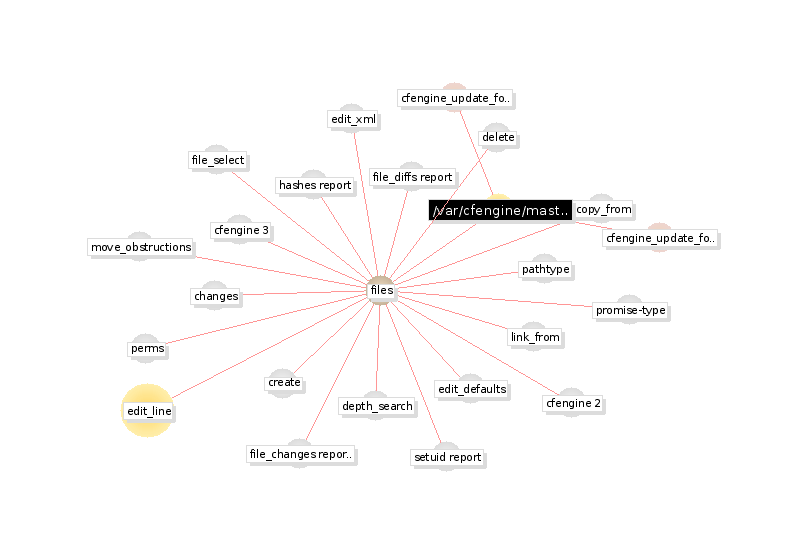 cfengine_update_fo..
edit_xml
delete
file_select
hashes report
file_diffs report
/var/cfengine/mast..
copy_from
cfengine 3
cfengine_update_fo..
move_obstructions
pathtype
files
changes
promise-type
link_from
perms
create
edit_defaults
depth_search
cfengine 2
edit_line
file_changes repor..
setuid report